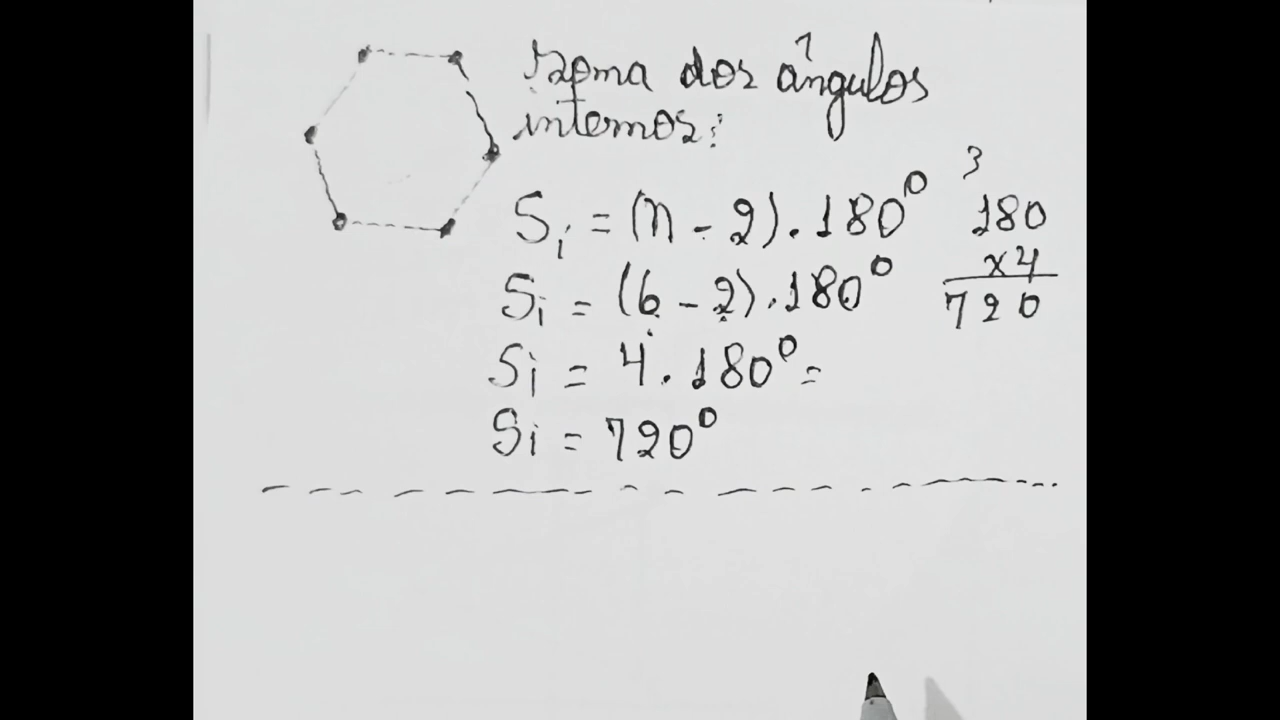 Soma dos ângulos
internos:
Si = (n - 2).180°
Si = (6 - 2).180°
Si = 4.180° =
Si = 720°
3
180
x4
720